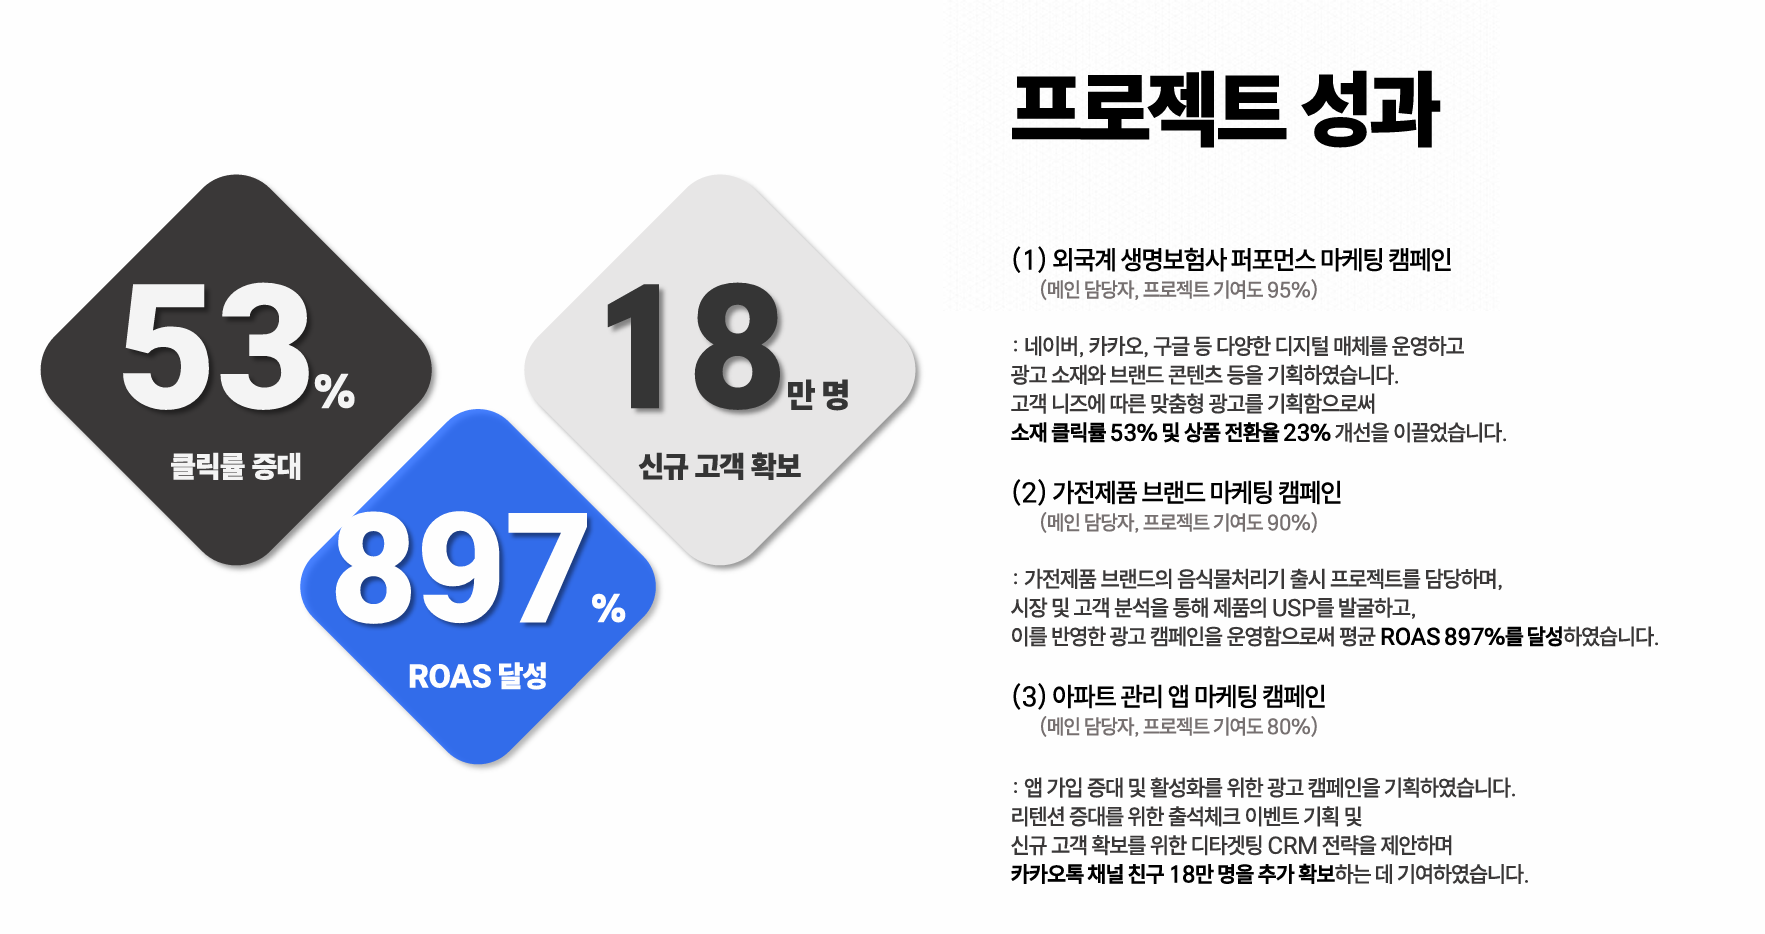 53%
클릭률 증대
18만 명
신규 고객 확보
897%
ROAS 달성
프로젝트 성과
(1) 외국계 생명보험사 퍼포먼스 마케팅 캠페인
(메인 담당자, 프로젝트 기여도 95%)
: 네이버, 카카오, 구글 등 다양한 디지털 매체를 운영하고
광고 소재와 브랜드 콘텐츠 등을 기획하였습니다.
고객 니즈에 따른 맞춤형 광고를 기획함으로써
소재 클릭률 53% 및 상품 전환율 23% 개선을 이끌었습니다.
(2) 가전제품 브랜드 마케팅 캠페인
(메인 담당자, 프로젝트 기여도 90%)
: 가전제품 브랜드의 음식물처리기 출시 프로젝트를 담당하며,
시장 및 고객 분석을 통해 제품의 USP를 발굴하고,
이를 반영한 광고 캠페인을 운영함으로써 평균 ROAS 897%를 달성하였습니다.
(3) 아파트 관리 앱 마케팅 캠페인
(메인 담당자, 프로젝트 기여도 80%)
: 앱 가입 증대 및 활성화를 위한 광고 캠페인을 기획하였습니다.
리텐션 증대를 위한 출석체크 이벤트 기획 및
신규 고객 확보를 위한 디타겟팅 CRM 전략을 제안하며
카카오톡 채널 친구 18만 명을 추가 확보하는 데 기여하였습니다.